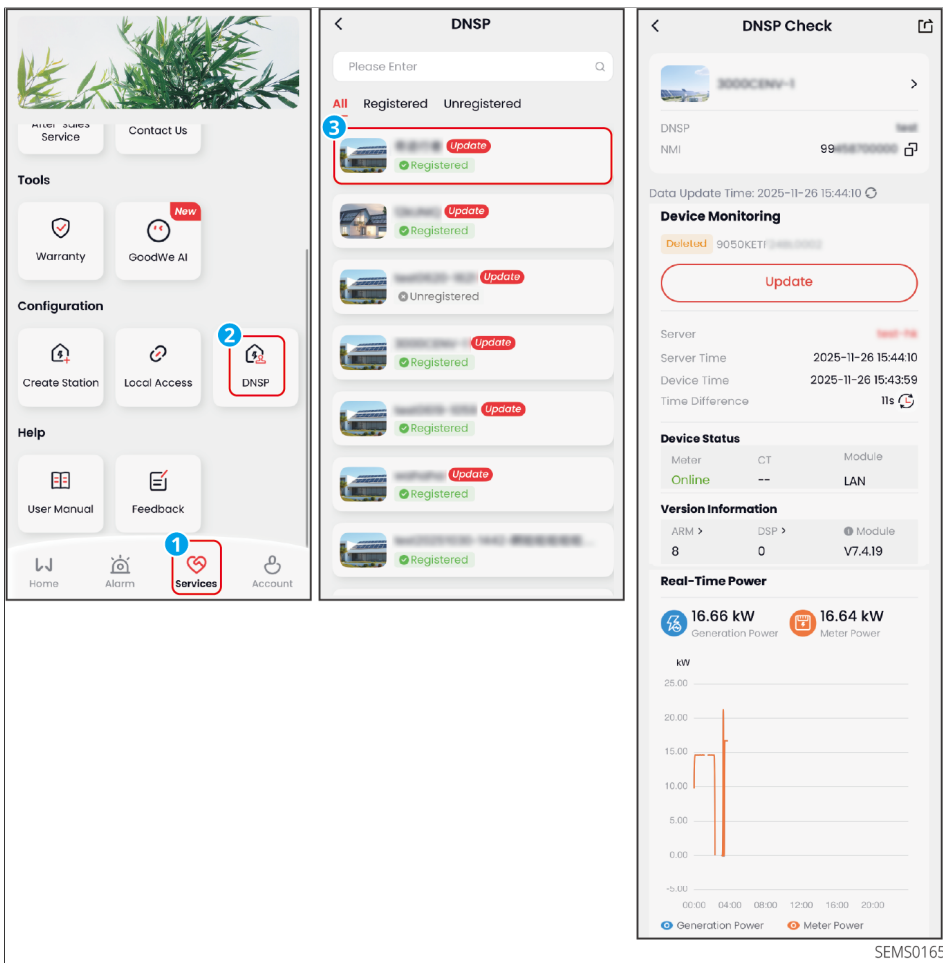 Service
Contact Us
Tools
New
Warranty
GoodWe AI
Configuration
2
Create Station
Local Access
DNSP
Help
User Manual
Feedback
1
Home
Alarm
Services
Account
DNSP
Please Enter
All
Registered
Unregistered
3
Update
Registered
Update
Registered
Update
Unregistered
Update
Registered
Update
Registered
Update
Registered
Registered
DNSP Check
DNSP
NMI
99
Data Update Time: 2025-11-26 15:44:10
Device Monitoring
Deleted 9050KETF
Update
Server
Server Time 2025-11-26 15:44:10
Device Time 2025-11-26 15:43:59
Time Difference 11s
Device Status
Meter CT Module
Online -- LAN
Version Information
ARM > DSP > Module
8 0 V7.4.19
Real-Time Power
16.66 kW
Generation Power
16.64 kW
Meter Power
kW
25.00
20.00
15.00
10.00
5.00
0.00
-5.00
00:00 04:00 08:00 12:00 16:00 20:00
Generation Power Meter Power
SEMS0165